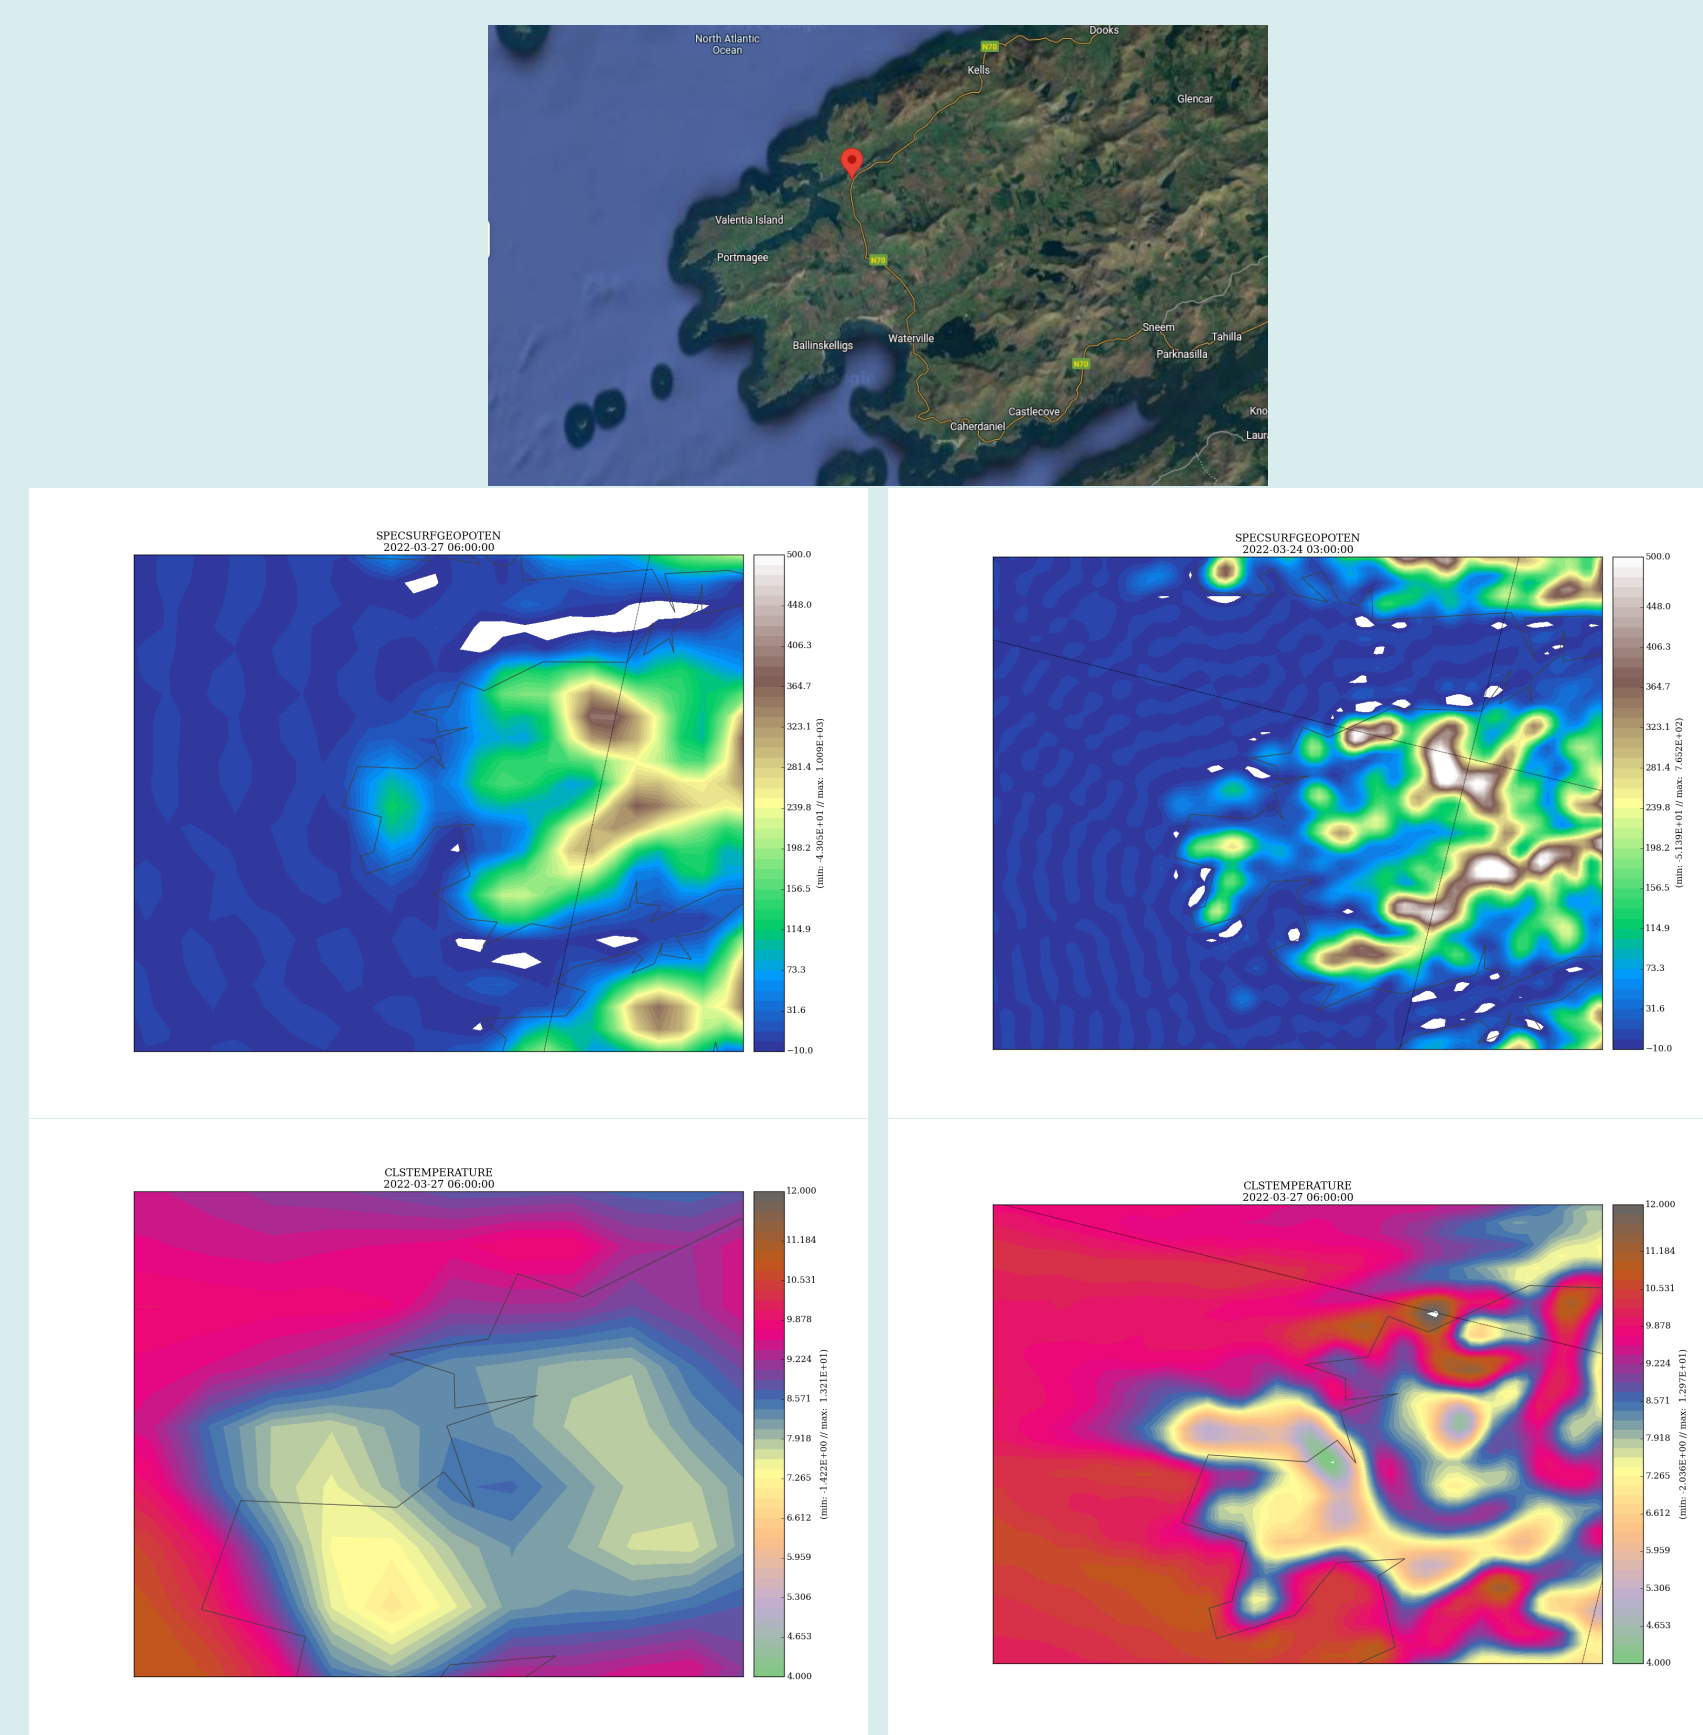 North Atlantic
Ocean
Dooks
N70
Kells
Glencar
Valentia Island
Portmagee
N70
Ballinskelligs
Waterville
Sneem
Tahilla
Parknasilla
N70
Castlecove
Caherdaniel
Kno
Laur
Google
SPECSURFGEOPOTEN
2022-03-27 06:00:00
500.0
448.0
406.3
364.7
323.1
281.4
239.8
198.2
156.5
114.9
73.3
31.6
−10.0
(min: -4.305E+01 // max: 1.009E+03)
SPECSURFGEOPOTEN
2022-03-24 03:00:00
500.0
448.0
406.3
364.7
323.1
281.4
239.8
198.2
156.5
114.9
73.3
31.6
−10.0
(min: -5.139E+01 // max: 7.652E+02)
CLSTEMPERATURE
2022-03-27 06:00:00
12.000
11.184
10.531
9.878
9.224
8.571
7.918
7.265
6.612
5.959
5.306
4.653
4.000
(min: -1.422E+00 // max: 1.321E+01)
CLSTEMPERATURE
2022-03-27 06:00:00
12.000
11.184
10.531
9.878
9.224
8.571
7.918
7.265
6.612
5.959
5.306
4.653
4.000
(min: -2.036E+00 // max: 1.297E+01)